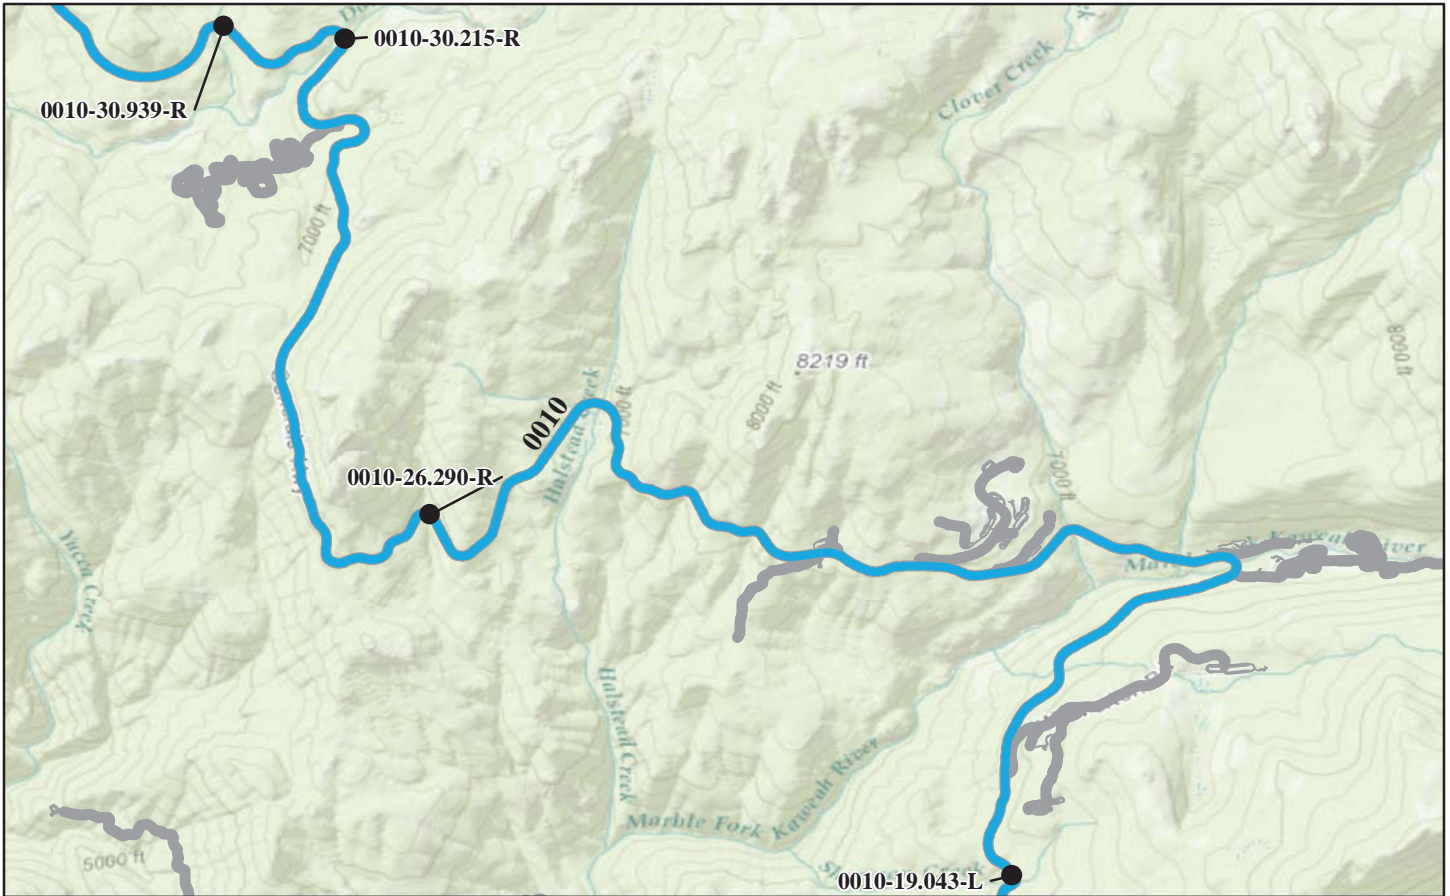 0010-30.215-R
Clover Creek
0010-30.939-R
7000 ft
8219 ft
8000 ft
8000 ft
0010
Halstead Creek
0010-26.290-R
7000 ft
Yucca Creek
Halstead Creek
Marble Fork Kaweah River
5000 ft
0010-19.043-L